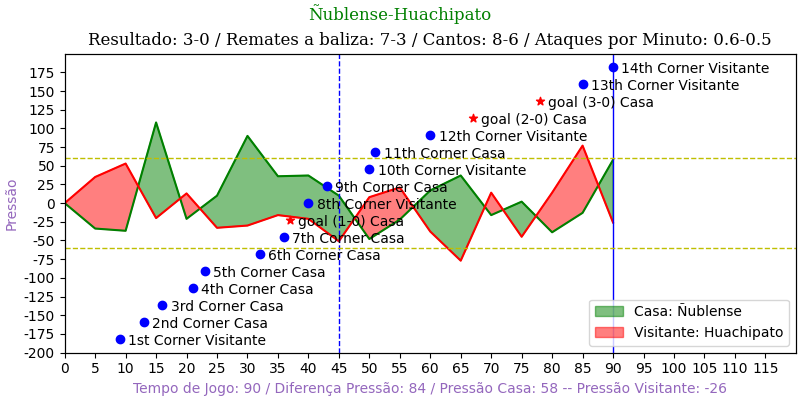 Ñublense-Huachipato
Resultado: 3-0 / Remates a baliza: 7-3 / Cantos: 8-6 / Ataques por Minuto: 0.6-0.5
14th Corner Visitante
175
13th Corner Visitante
150
goal (3-0) Casa
125
goal (2-0) Casa
100
12th Corner Visitante
75
11th Corner Casa
50
10th Corner Visitante
25
9th Corner Casa
0
8th Corner Visitante
-25
goal (1-0) Casa
-50
7th Corner Casa
-75
6th Corner Casa
-100
5th Corner Casa
-125
4th Corner Casa
-150
3rd Corner Casa
-175
2nd Corner Casa
-200
1st Corner Visitante
Pressão
Casa: Ñublense
Visitante: Huachipato
0 5 10 15 20 25 30 35 40 45 50 55 60 65 70 75 80 85 90 95 100 105 110 115
Tempo de Jogo: 90 / Diferença Pressão: 84 / Pressão Casa: 58 -- Pressão Visitante: -26